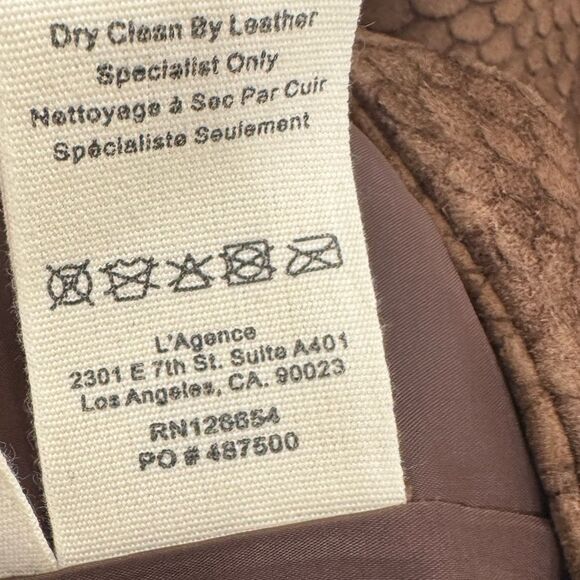 Dry Clean By Leather
Specialist Only
Nettoyage à Sec Par Cuir
Spécialiste Seulement
L'Agence
2301 E 7th St. Suite A401
Los Angeles, CA. 90023
RN126654
PO # 487500